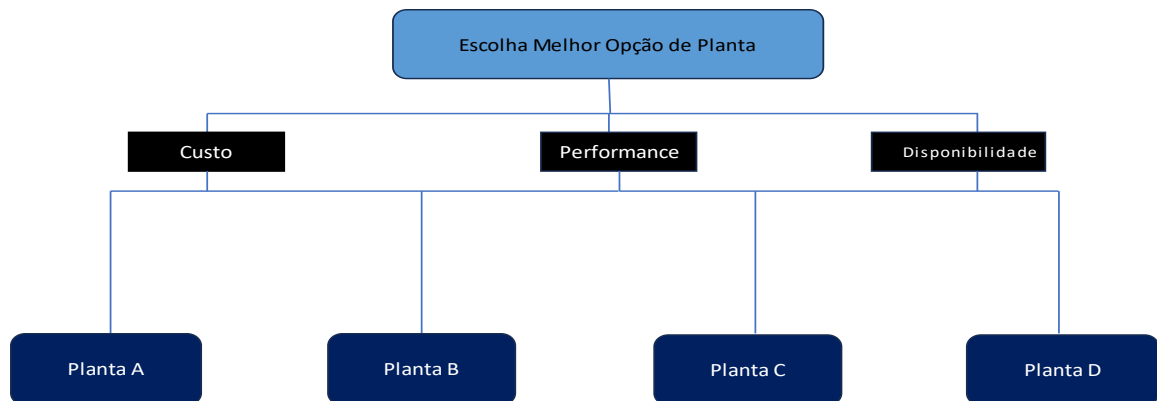 Escolha Melhor Opção de Planta
Custo
Performance
Disponibilidade
Planta A
Planta B
Planta C
Planta D